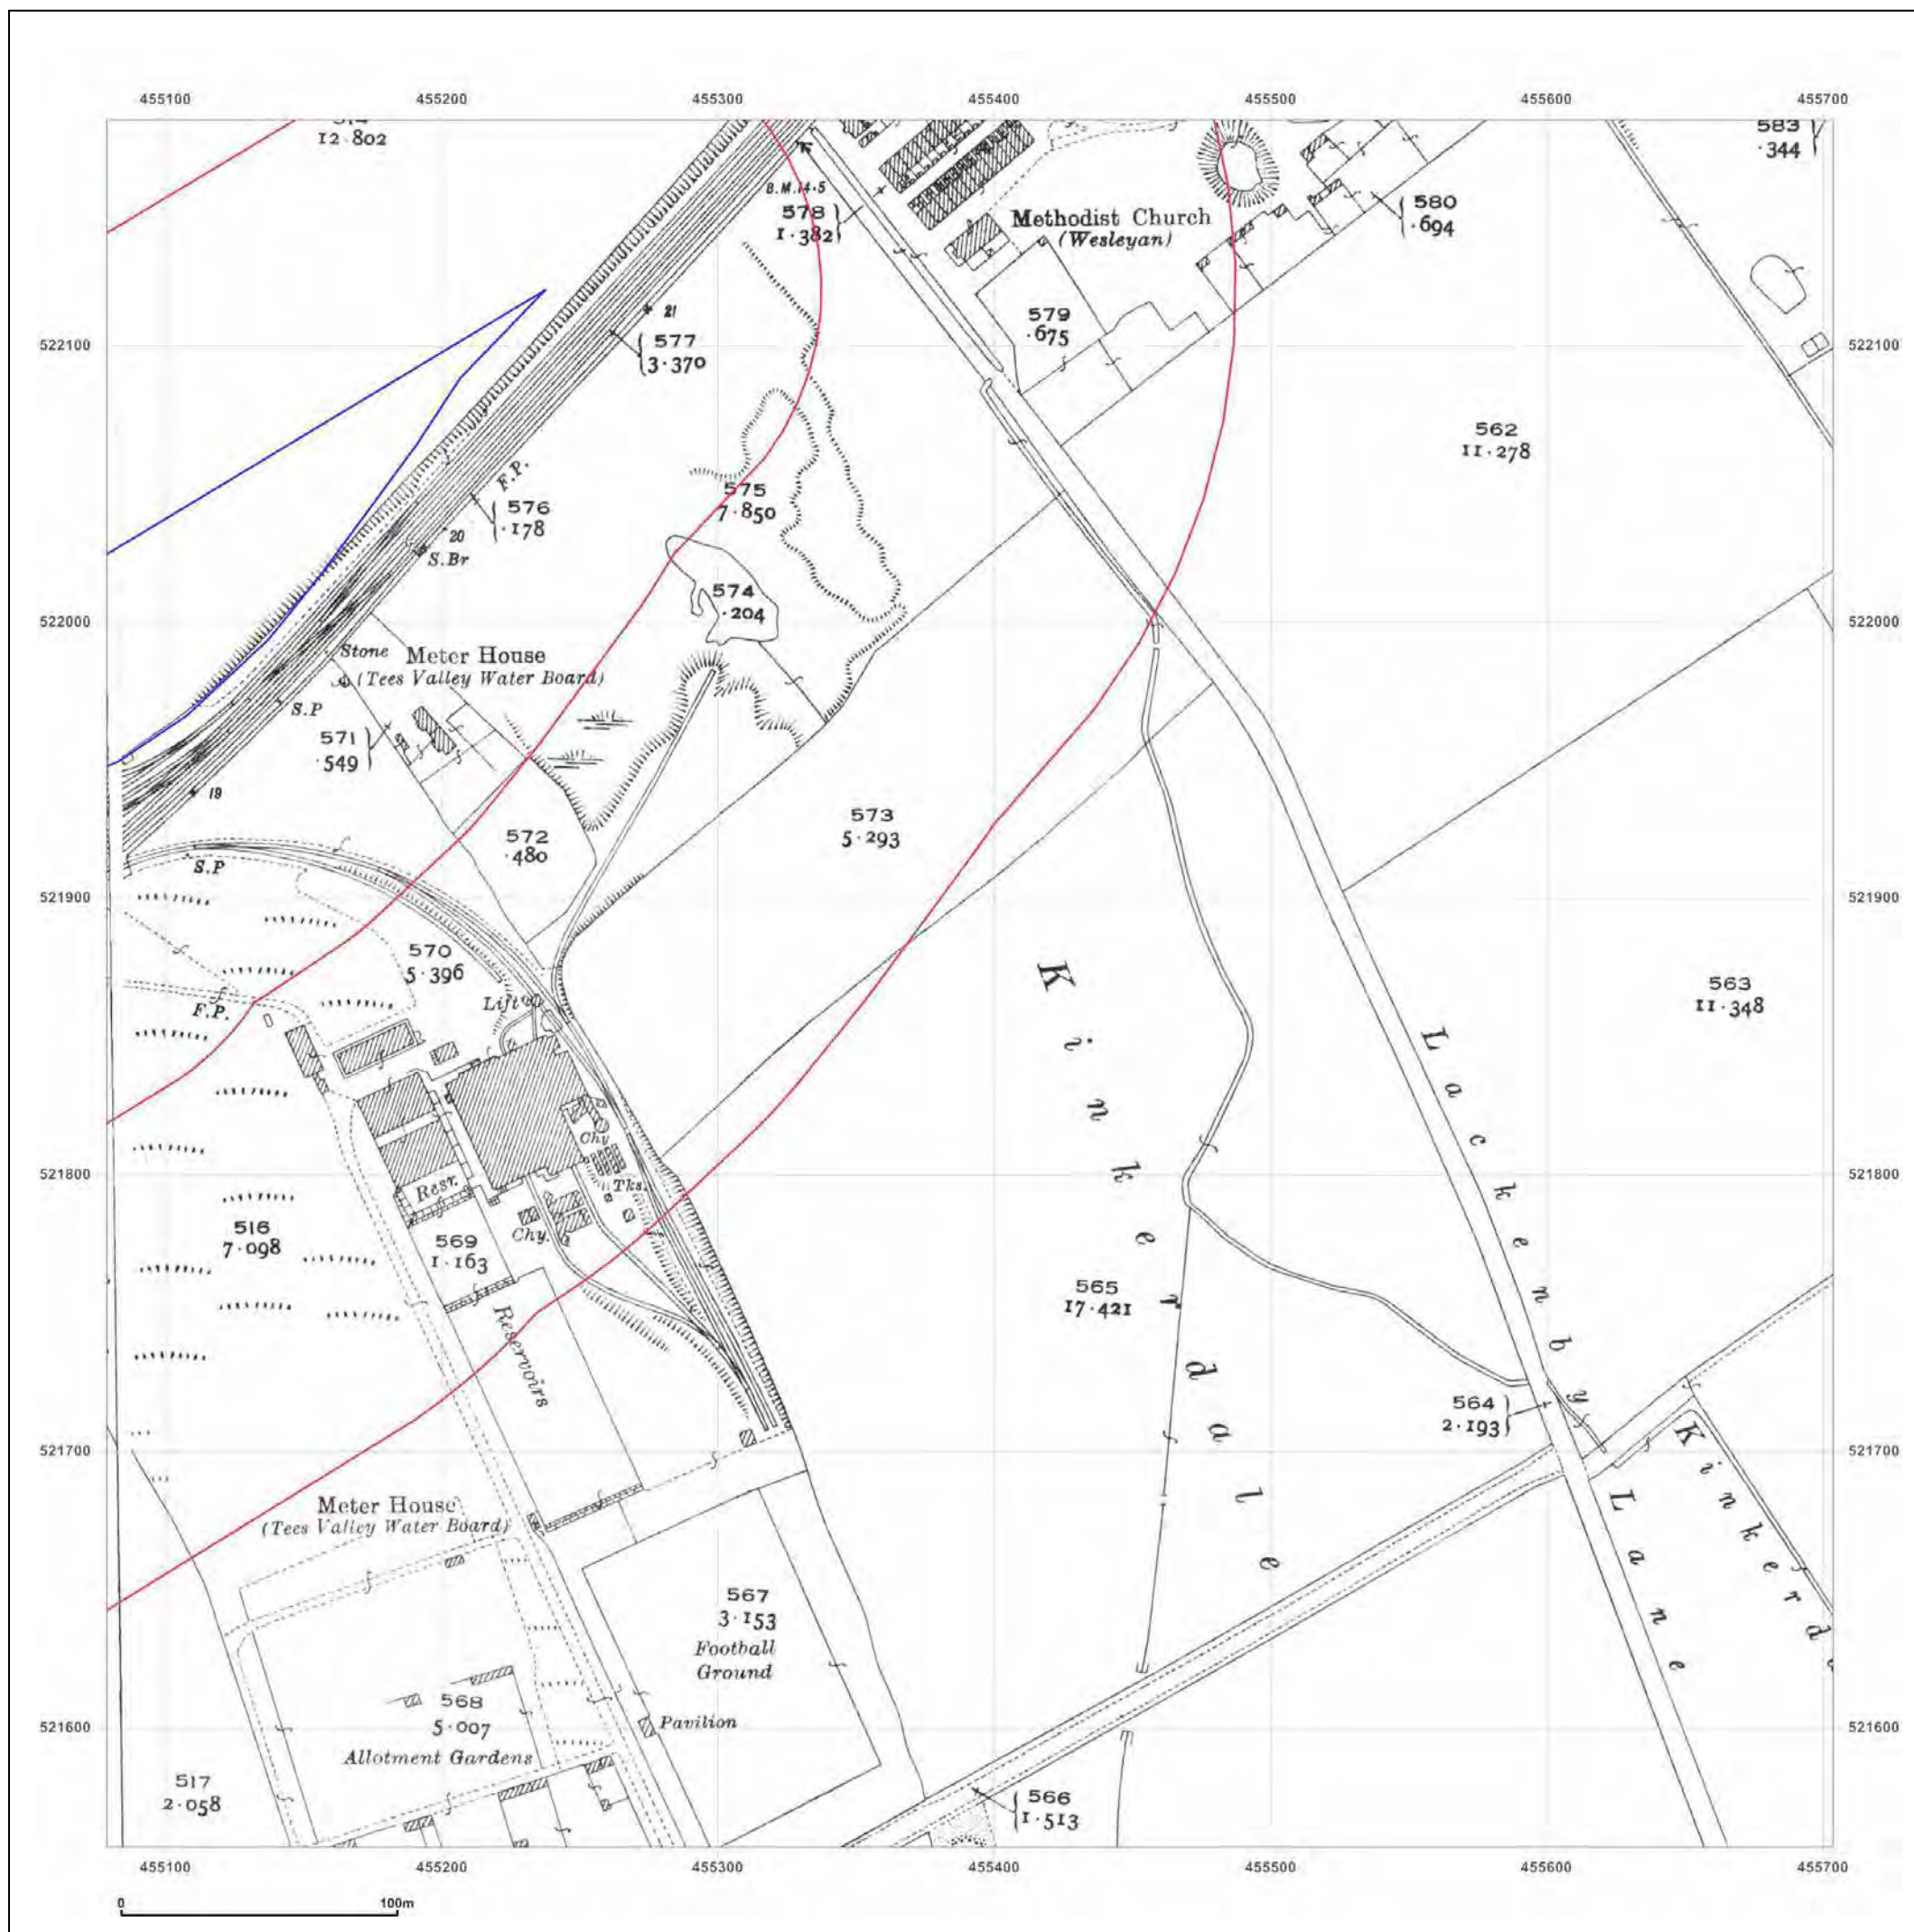 455100 455200 455300 455400 455500 455600 455700
12·802
583
·344
B.M.14·5
578
1·382
Methodist Church
(Wesleyan)
580
·694
21
577
3·370
579
·675
522100 522100
562
11·278
F.P.
575
7·850
576
·178
20
S.Br
574
·204
522000 522000
Stone
Meter House
(Tees Valley Water Board)
S.P
571
·549
19
573
5·293
572
·480
S.P
521900 521900
570
5·396
Kinkerdale
563
11·348
Lift
F.P.
Lackenby Lane
Chy
521800 521800
Resr.
Tks.
516
7·098
Chy.
569
1·163
565
17·421
Reservoirs
564
2·193
521700 521700
Kinkerd
Meter House
(Tees Valley Water Board)
567
3·153
Football
Ground
568
5·007
Pavilion
521600 521600
Allotment Gardens
517
2·058
566
1·513
455100 455200 455300 455400 455500 455600 455700
0 100m